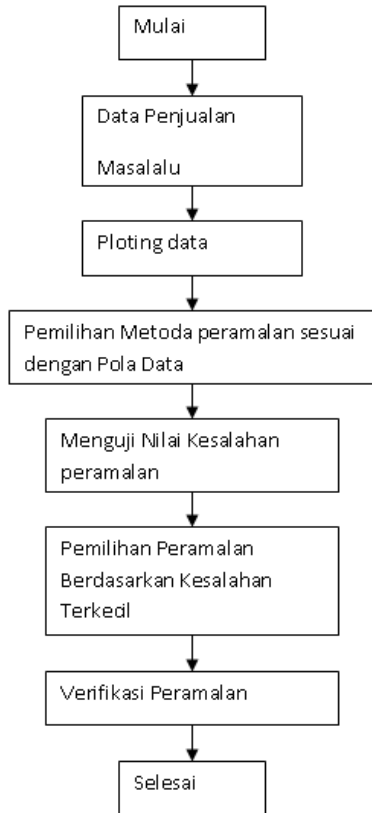 Mulai
Data Penjualan
Masalalu
Ploting data
Pemilihan Metoda peramalan sesuai
dengan Pola Data
Menguji Nilai Kesalahan
peramalan
Pemilihan Peramalan
Berdasarkan Kesalahan
Terkecil
Verifikasi Peramalan
Selesai